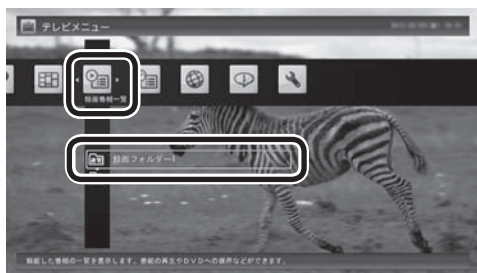 テレビメニュー
録画番組一覧
録画フォルダー1
録画した番組の一覧を表示します。番組の再生やDVDへの保存などができます。